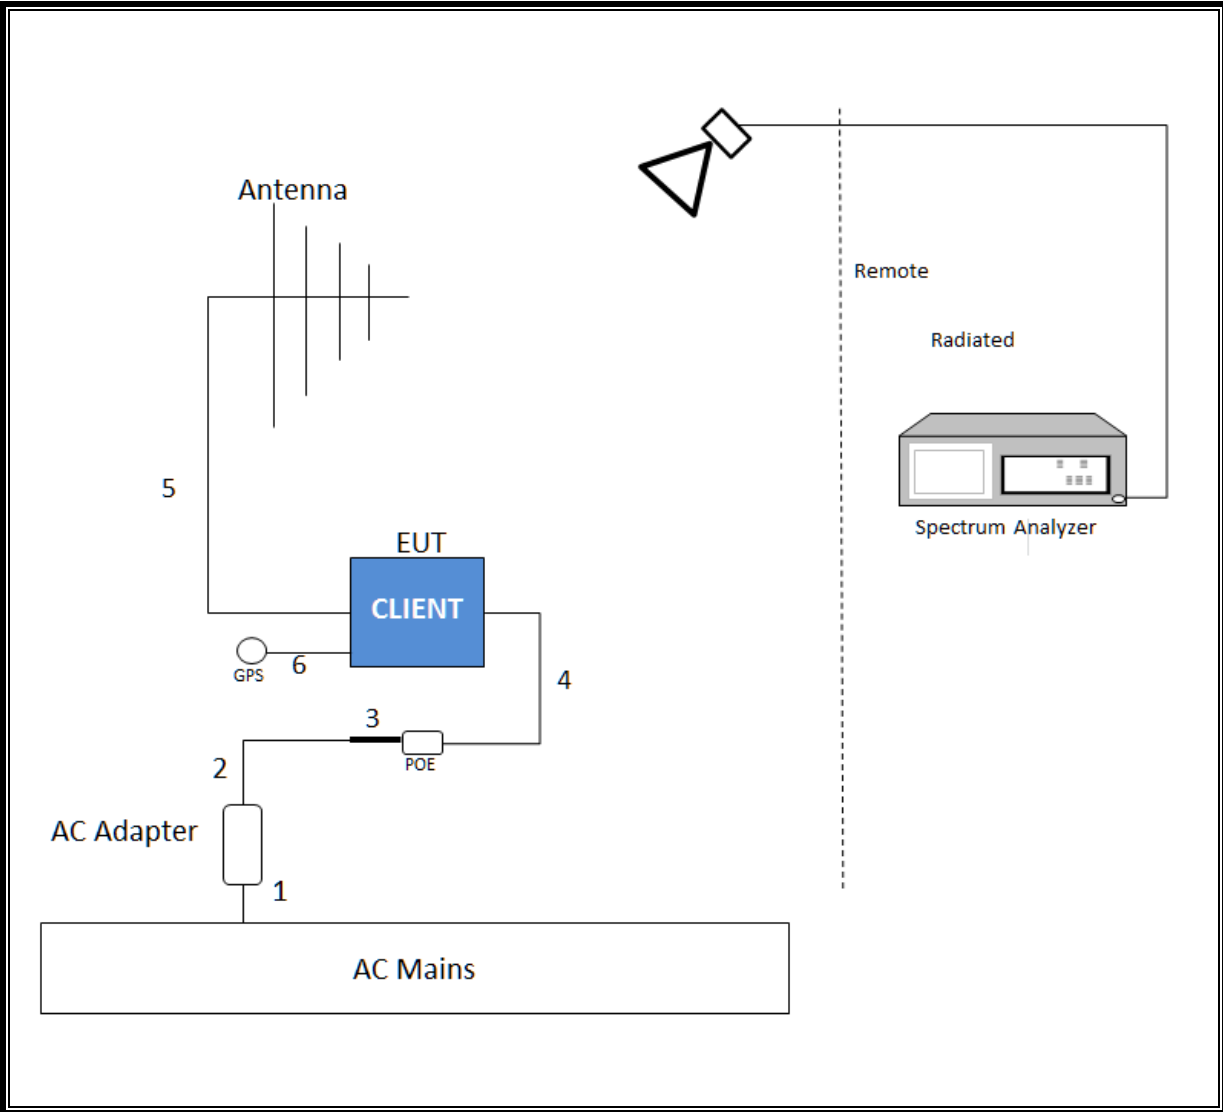 Antenna
Remote
Radiated
5
Spectrum Analyzer
EUT
CLIENT
6
GPS
4
3
2
POE
AC Adapter
1
AC Mains